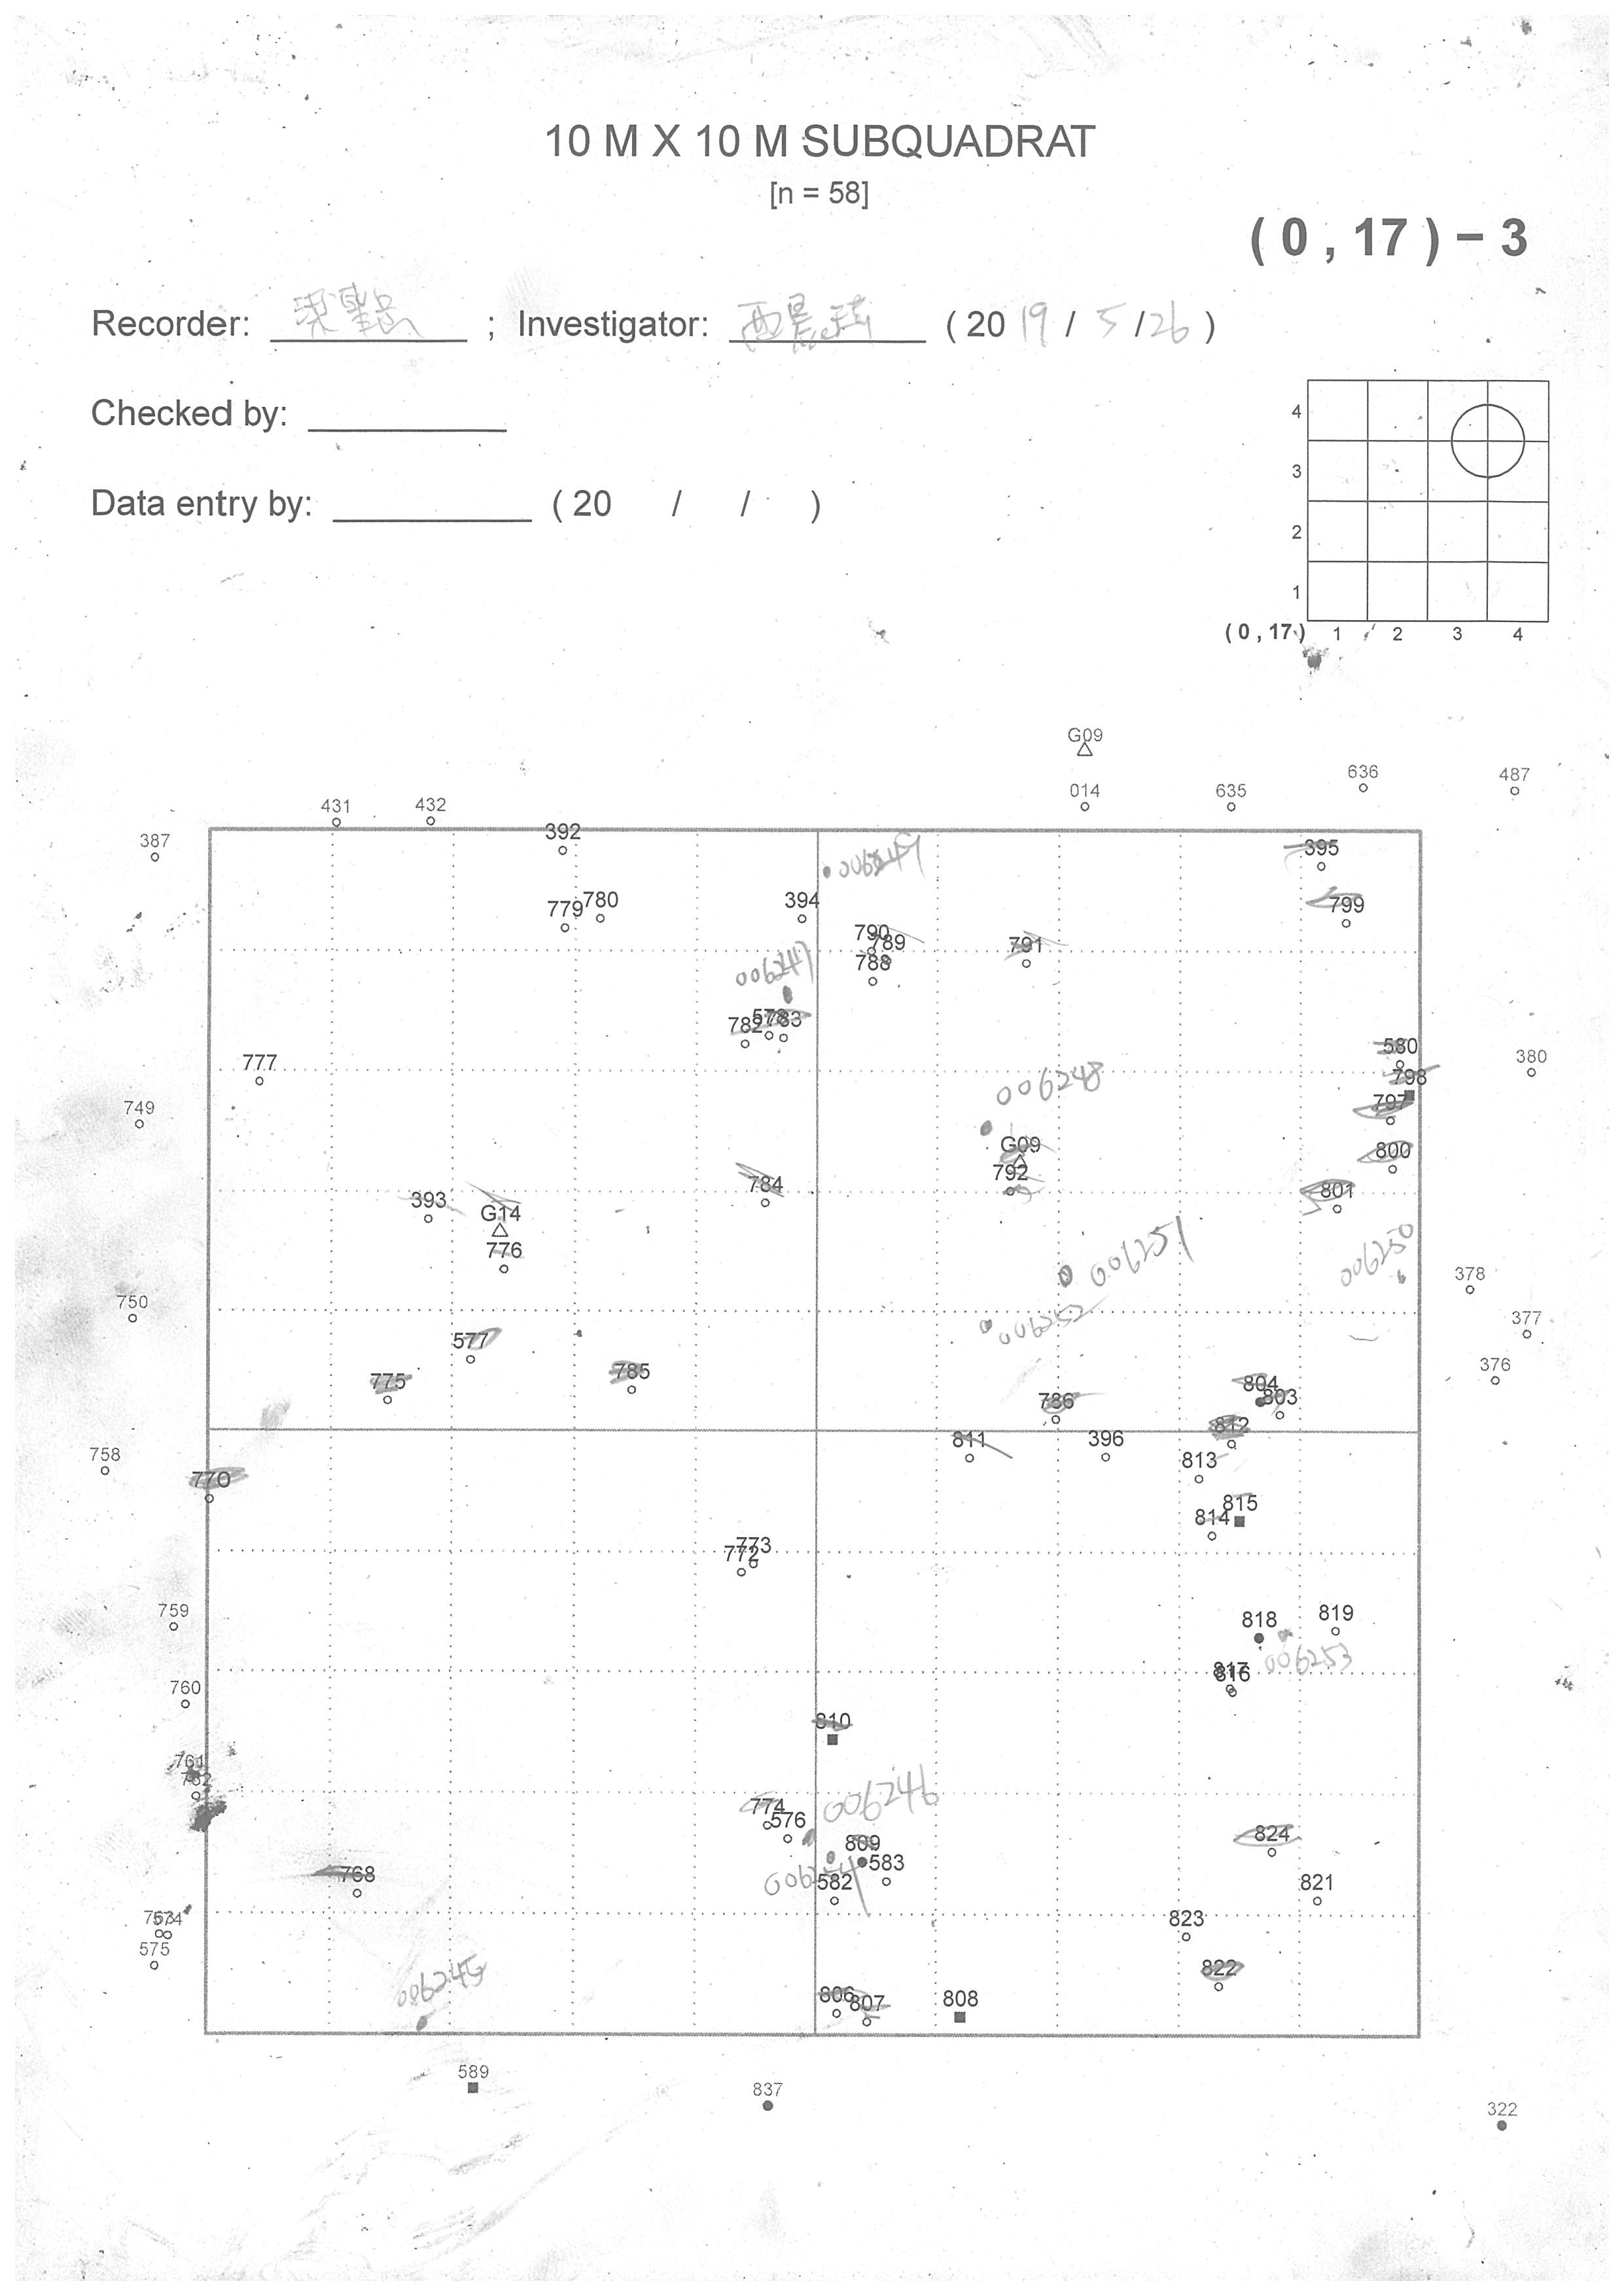 10 M X 10 M SUBQUADRAT
[n = 58]
( 0 , 17 ) − 3
Recorder: ; Investigator: ( 20 19 / 5 / 26 )
Checked by:
Data entry by: ( 20 / / )
4
3
2
1
( 0 , 17 ) 1 2 3 4
G09
636 487
431 432 014 635
387 392 395
006249
779 780 394 799
790 789 791
788
006247
782 578 783
777 580 380
798
006248
749 797
G09 800
792
784 801
393 G14
776
006251 006250
378
750 006252 377
577
775 785 376
804 803
786
812
811 396
758 813
770
815
814
773
772
759 818 819
006253
817 816
760
810
761
762
006246
774
576 824
809
583
006254
768 582 821
763 574 823
575
006245
822
806 807 808
589
837
322